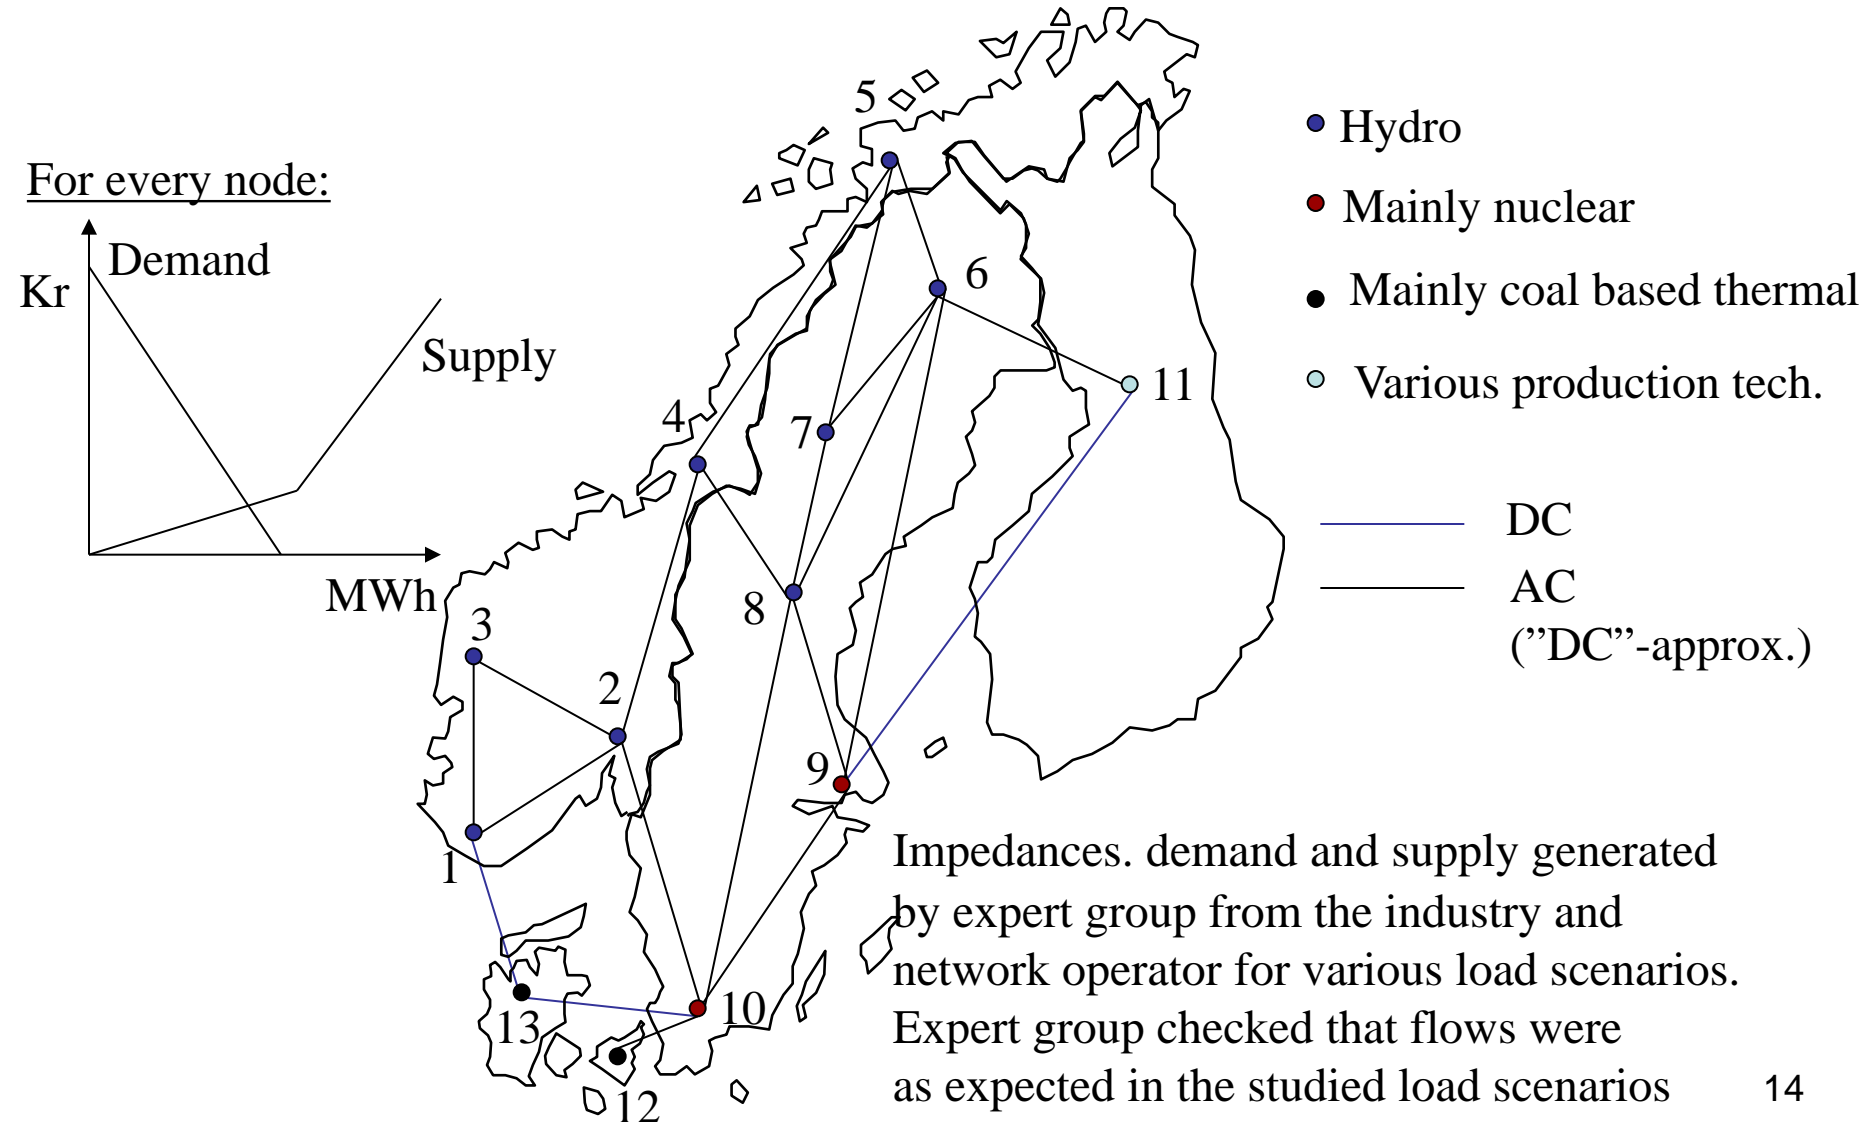 For every node:
Demand
Kr
Supply
MWh
5
6
11
4
7
8
3
2
9
1
10
13
12
Hydro
Mainly nuclear
Mainly coal based thermal
Various production tech.
DC
AC
(”DC”-approx.)
Impedances. demand and supply generated
by expert group from the industry and
network operator for various load scenarios.
Expert group checked that flows were
as expected in the studied load scenarios
14